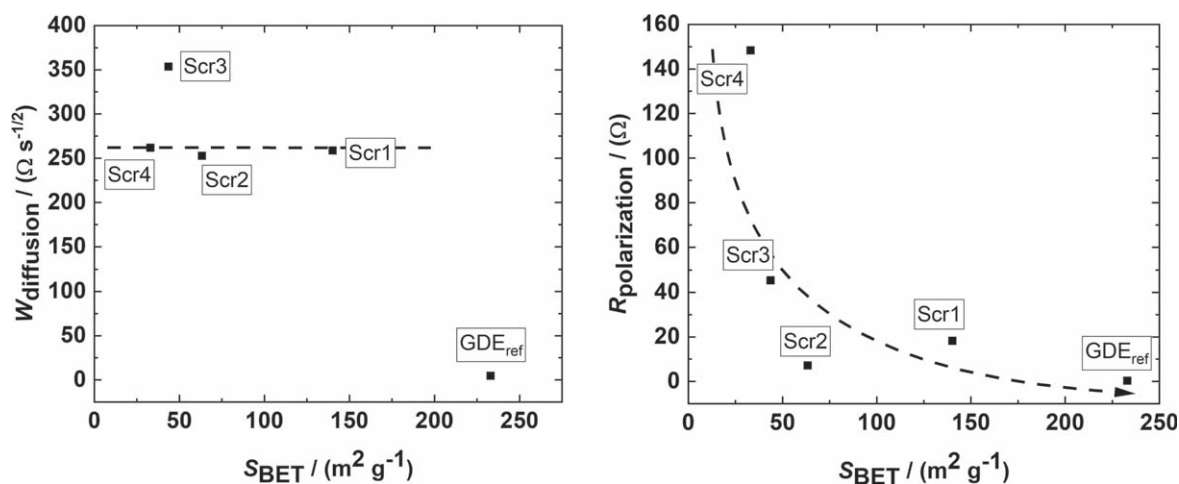 400
350
300
250
200
150
100
50
0
W diffusion / (Ω s⁻¹/²)
Scr3
Scr4
Scr2
Scr1
GDEref
0 50 100 150 200 250
SBET / (m² g⁻¹)
160
140
120
100
80
60
40
20
0
Rpolarization / (Ω)
Scr4
Scr3
Scr2
Scr1
GDEref
0 50 100 150 200 250
SBET / (m² g⁻¹)